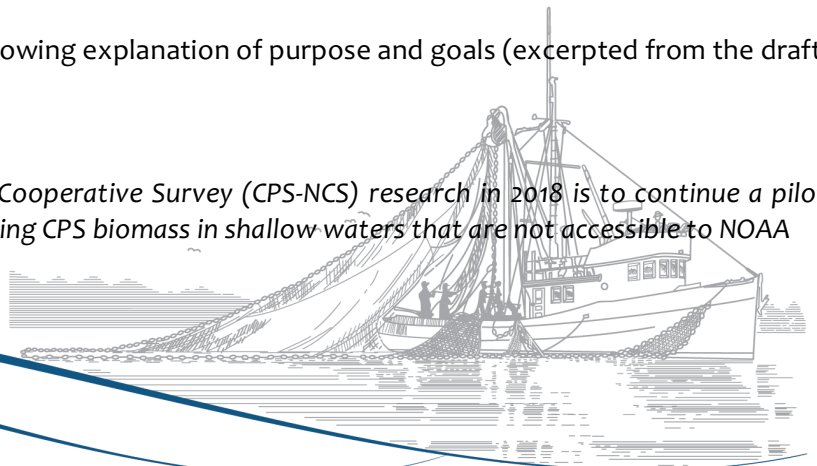 owing explanation of purpose and goals (excerpted from the draft
Cooperative Survey (CPS-NCS) research in 2018 is to continue a pilo
ing CPS biomass in shallow waters that are not accessible to NOAA